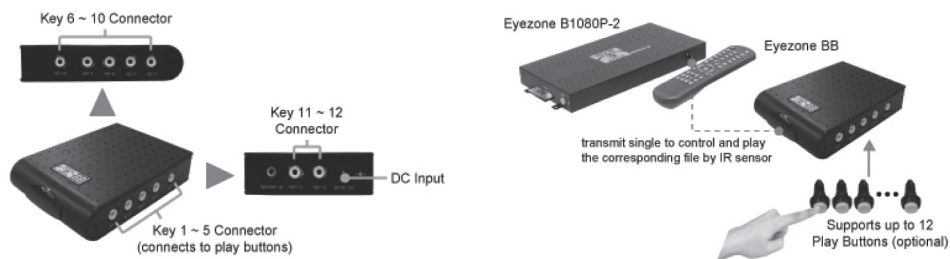 Key 6 ~ 10 Connector
Key 11 ~ 12
Connector
DC Input
Key 1 ~ 5 Connector
(connects to play buttons)
Eyezone B1080P-2
Eyezone BB
transmit single to control and play
the corresponding file by IR sensor
Supports up to 12
Play Buttons (optional)